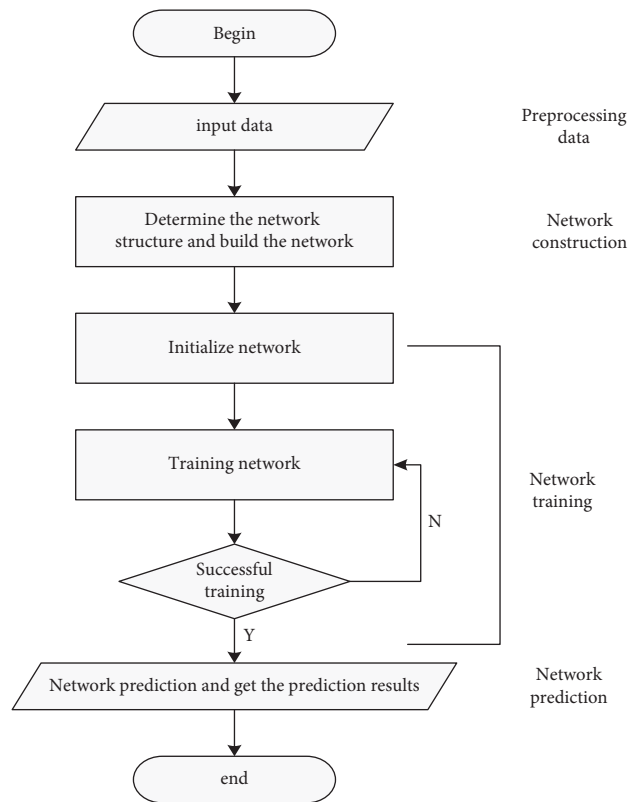 Begin
input data
Preprocessing
data
Determine the network
structure and build the network
Network
construction
Initialize network
Training network
Network
training
N
Successful
training
Y
Network prediction and get the prediction results
Network
prediction
end